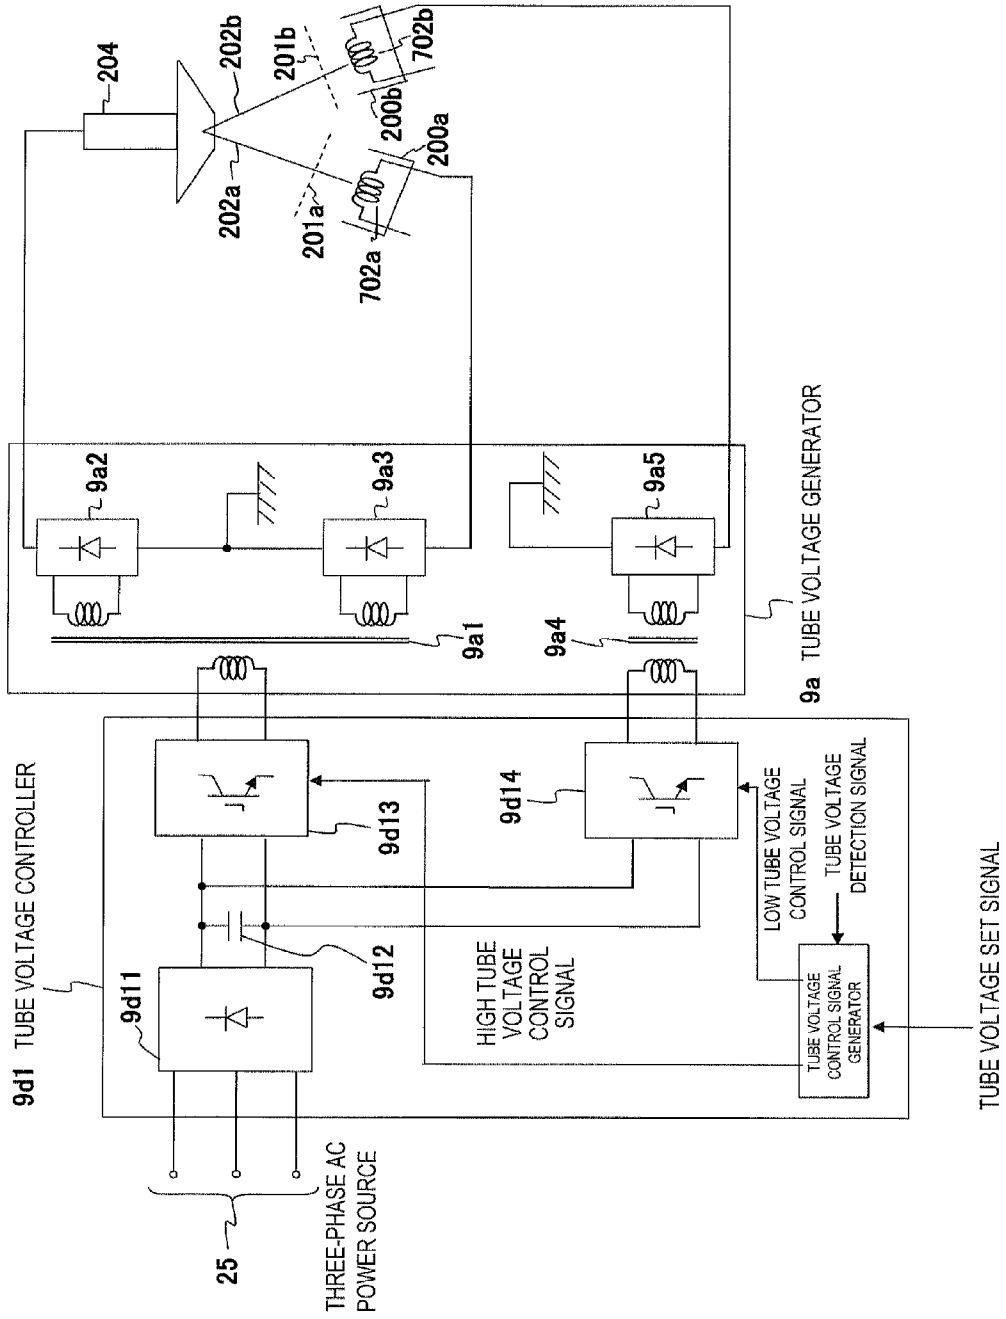 9d1 TUBE VOLTAGE CONTROLLER
9d11
9d12
9d13
9d14
25
THREE-PHASE AC
POWER SOURCE
HIGH TUBE
VOLTAGE
CONTROL
SIGNAL
LOW TUBE VOLTAGE
CONTROL SIGNAL
TUBE VOLTAGE
DETECTION SIGNAL
TUBE VOLTAGE
CONTROL SIGNAL
GENERATOR
TUBE VOLTAGE SET SIGNAL
9a TUBE VOLTAGE GENERATOR
9a1
9a2
9a3
9a4
9a5
204
202b
202a
201b
201a
702b
200b
200a
702a